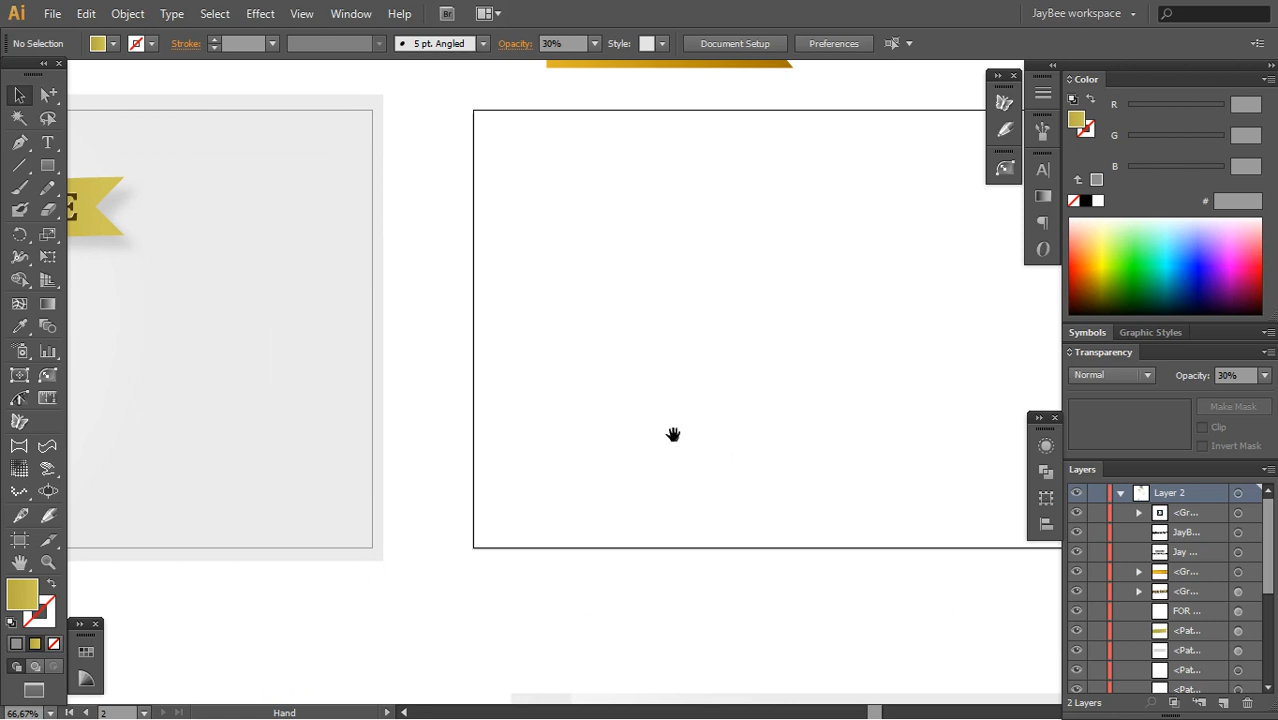 Ai File Edit Object Type Select Effect View Window Help Br JayBee workspace
No Selection Stroke: 5 pt. Angled Opacity: 30% Style: Document Setup Preferences
Color
R
G
B
#
E
T
A
O
Symbols Graphic Styles
Transparency
Normal Opacity: 30%
Make Mask
Clip
Invert Mask
Layers
Layer 2
<Gr...
JayB...
Jay ...
<Gr...
<Gr...
FOR ...
<Pat...
<Pat...
<Pat...
<Pat...
2 Layers
66,67% 2 Hand